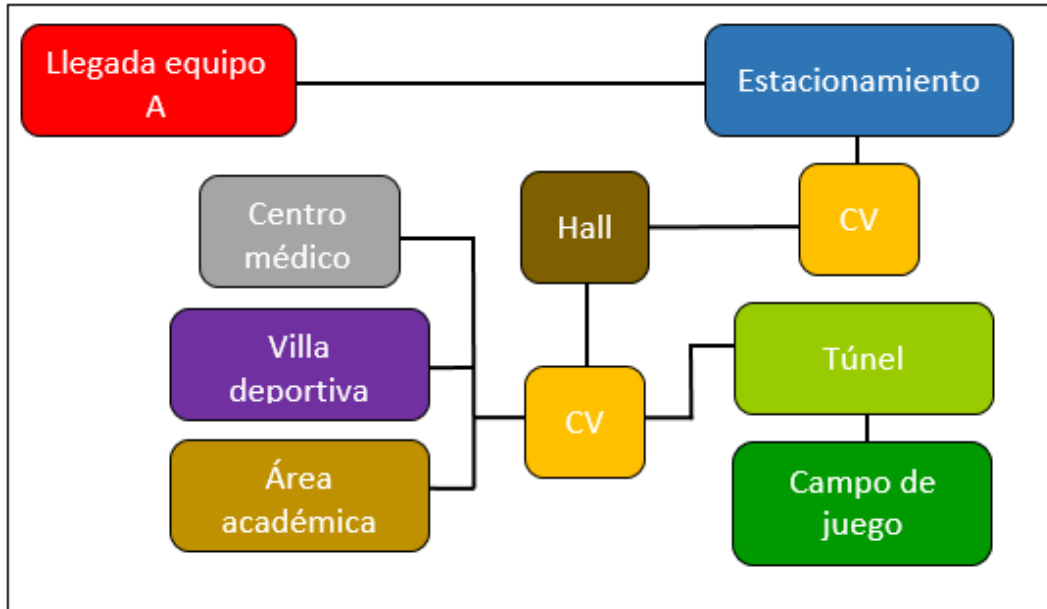 Llegada equipo
A
Estacionamiento
Centro
médico
Hall
CV
Villa
deportiva
CV
Túnel
Área
académica
Campo de
juego